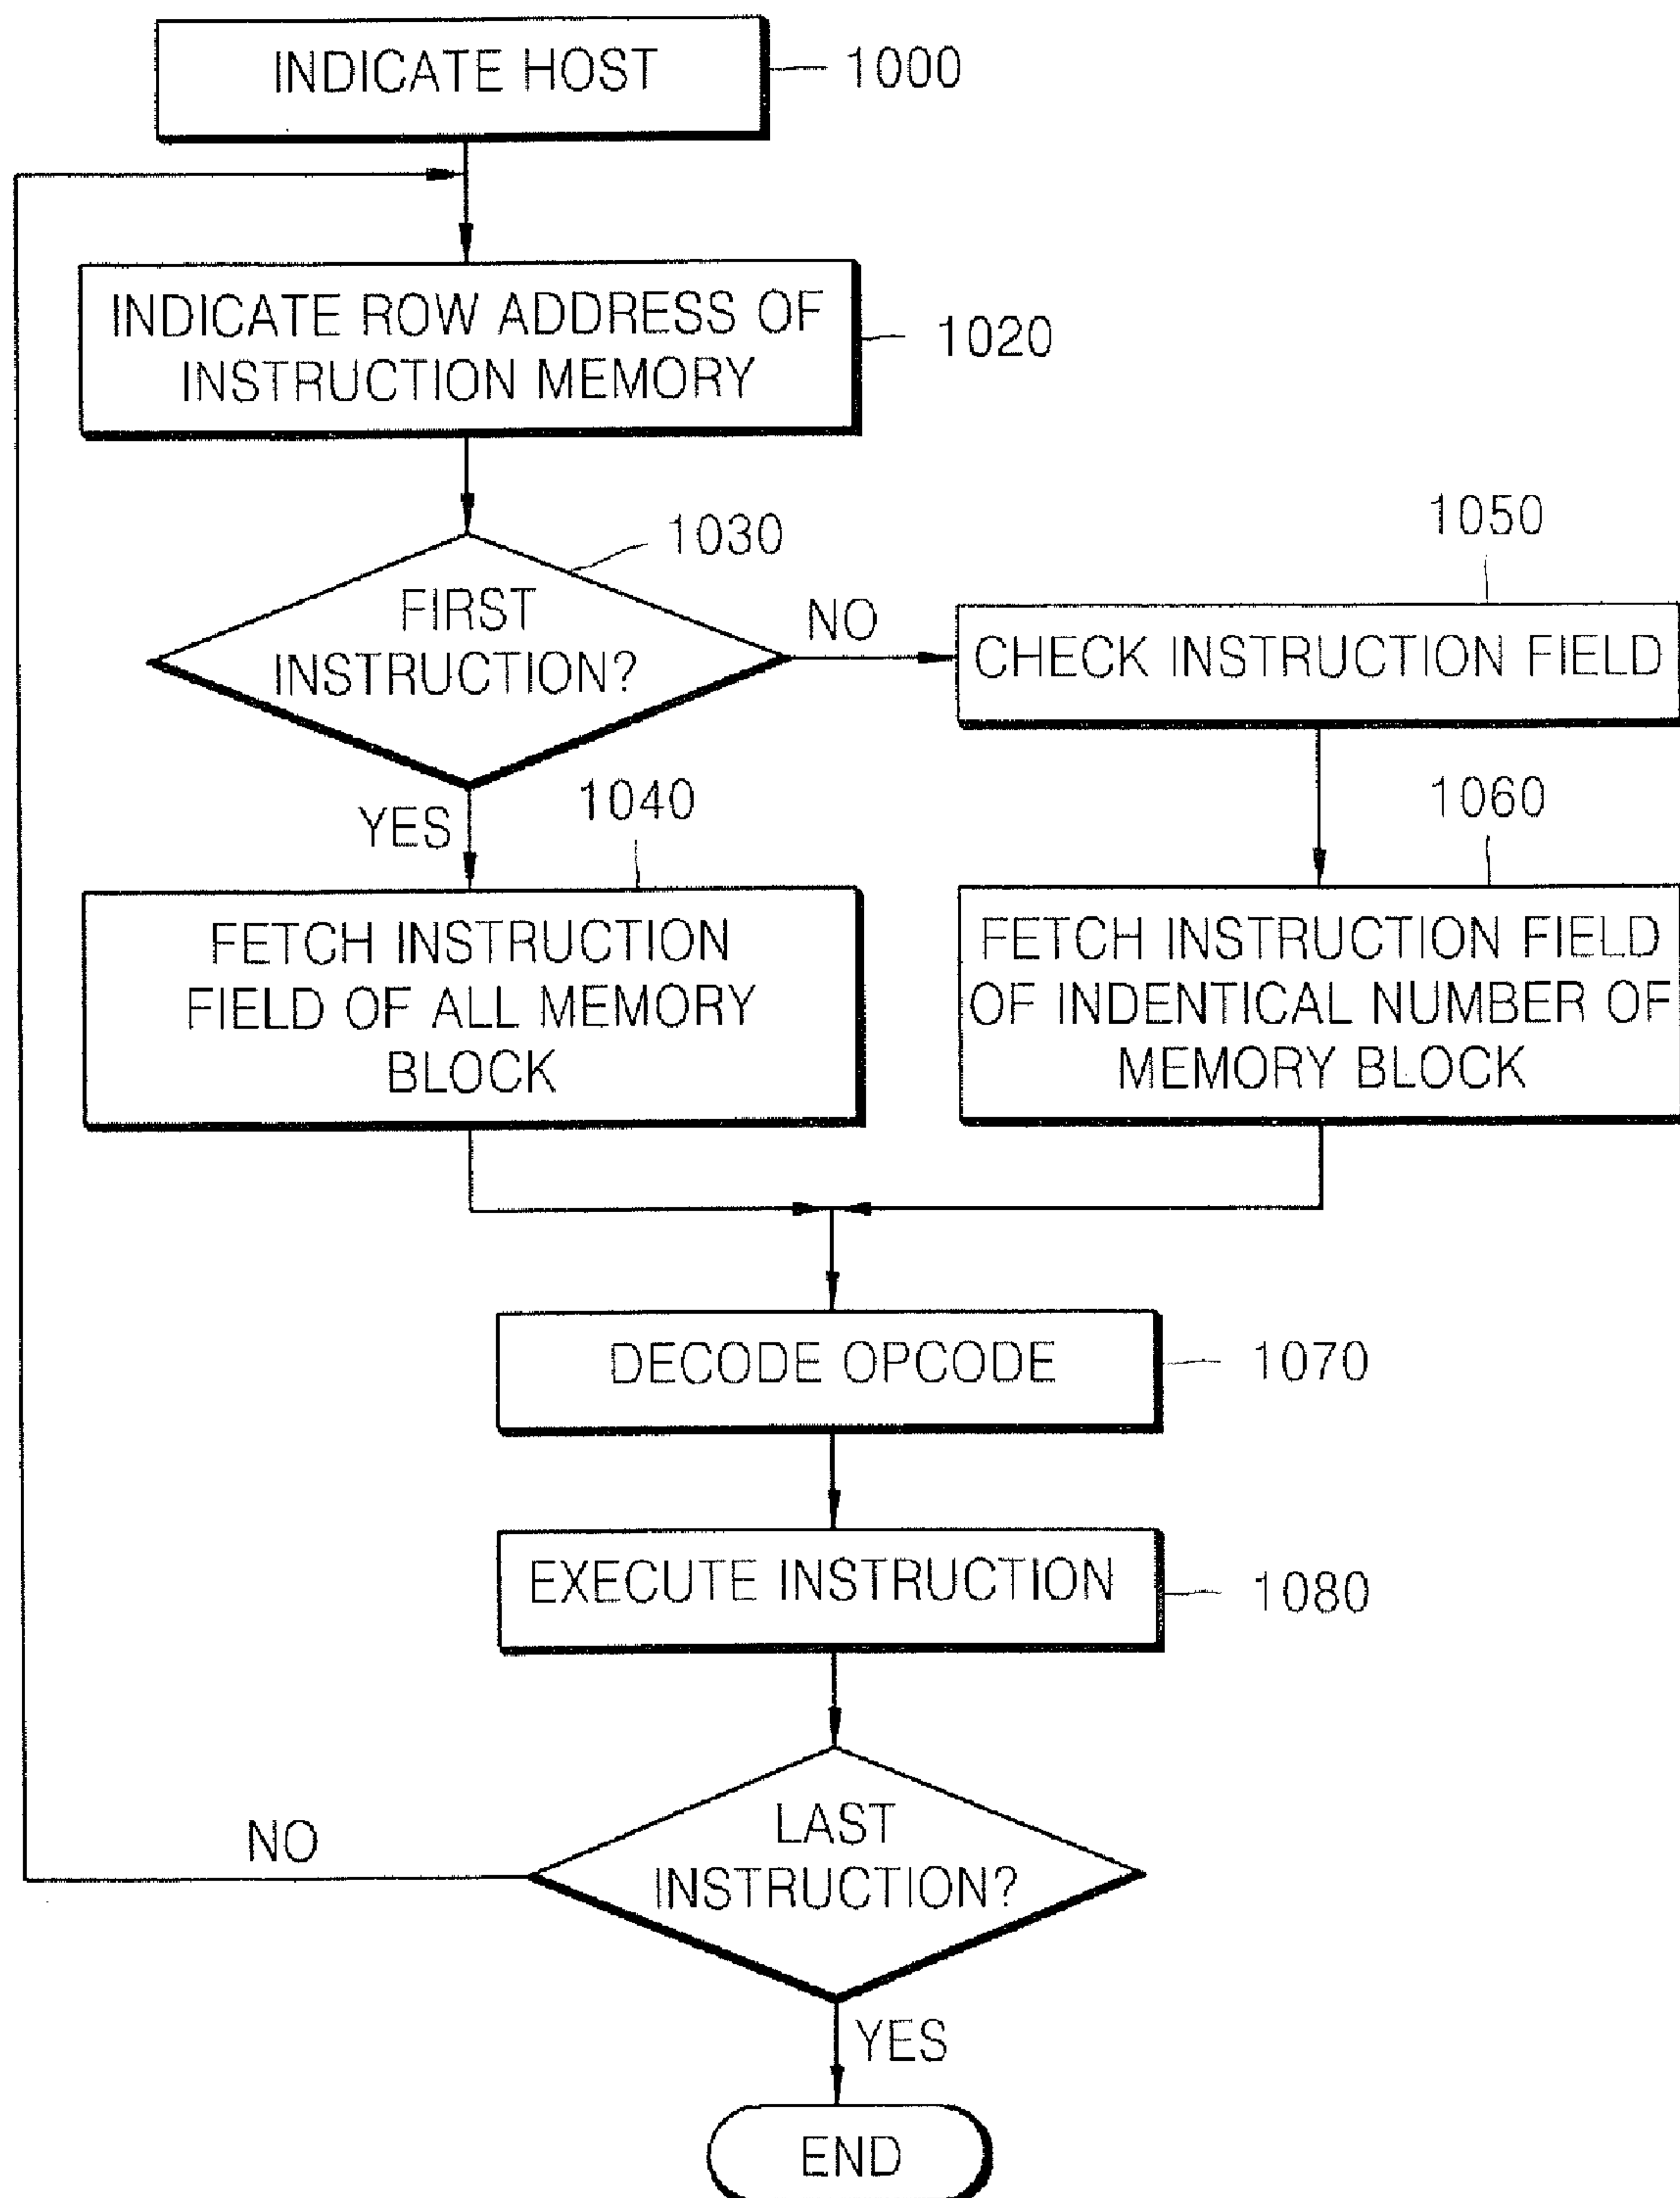 INDICATE HOST
1000
INDICATE ROW ADDRESS OF
INSTRUCTION MEMORY
1020
1030
FIRST
INSTRUCTION?
NO
1050
CHECK INSTRUCTION FIELD
YES
1040
FETCH INSTRUCTION
FIELD OF ALL MEMORY
BLOCK
1060
FETCH INSTRUCTION FIELD
OF INDENTICAL NUMBER OF
MEMORY BLOCK
DECODE OPCODE
1070
EXECUTE INSTRUCTION
1080
LAST
INSTRUCTION?
NO
YES
END